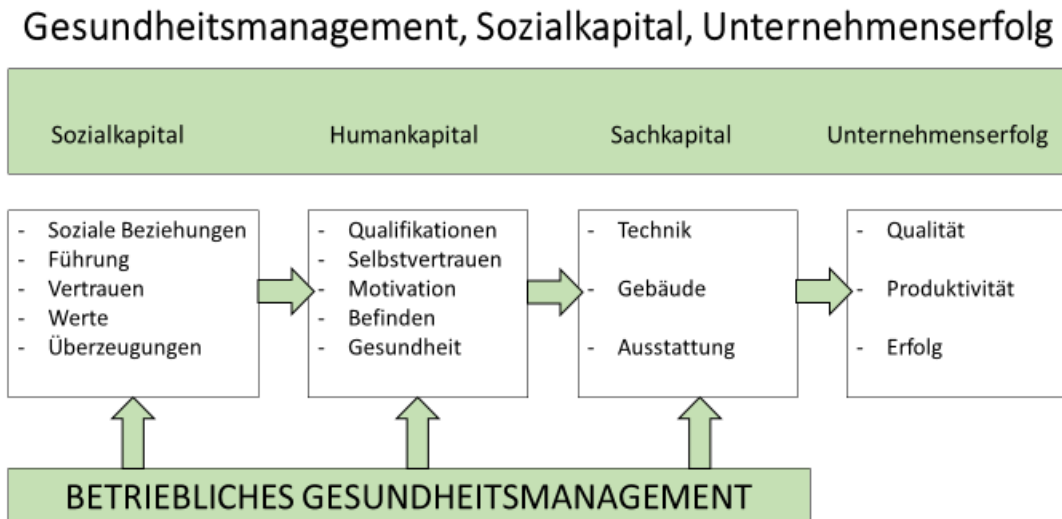 Gesundheitsmanagement, Sozialkapital, Unternehmenserfolg
Sozialkapital
Humankapital
Sachkapital
Unternehmenserfolg
- Soziale Beziehungen
- Führung
- Vertrauen
- Werte
- Überzeugungen
- Qualifikationen
- Selbstvertrauen
- Motivation
- Befinden
- Gesundheit
- Technik
- Gebäude
- Ausstattung
- Qualität
- Produktivität
- Erfolg
BETRIEBLICHES GESUNDHEITSMANAGEMENT